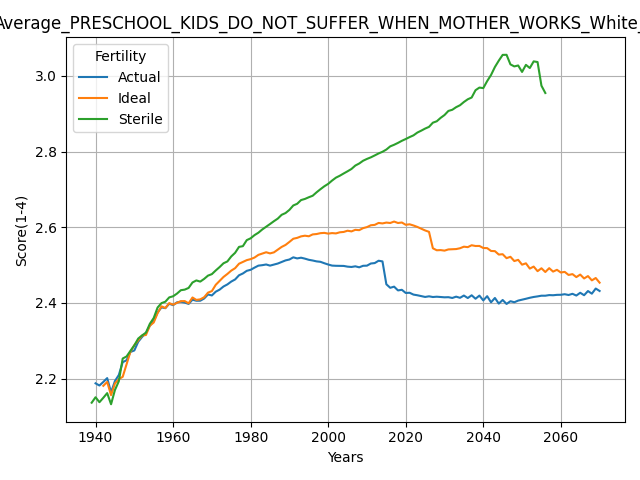 Average_PRESCHOOL_KIDS_DO_NOT_SUFFER_WHEN_MOTHER_WORKS_White_
Fertility
Actual
Ideal
Sterile
Score(1-4)
3.0
2.8
2.6
2.4
2.2
1940 1960 1980 2000 2020 2040 2060
Years